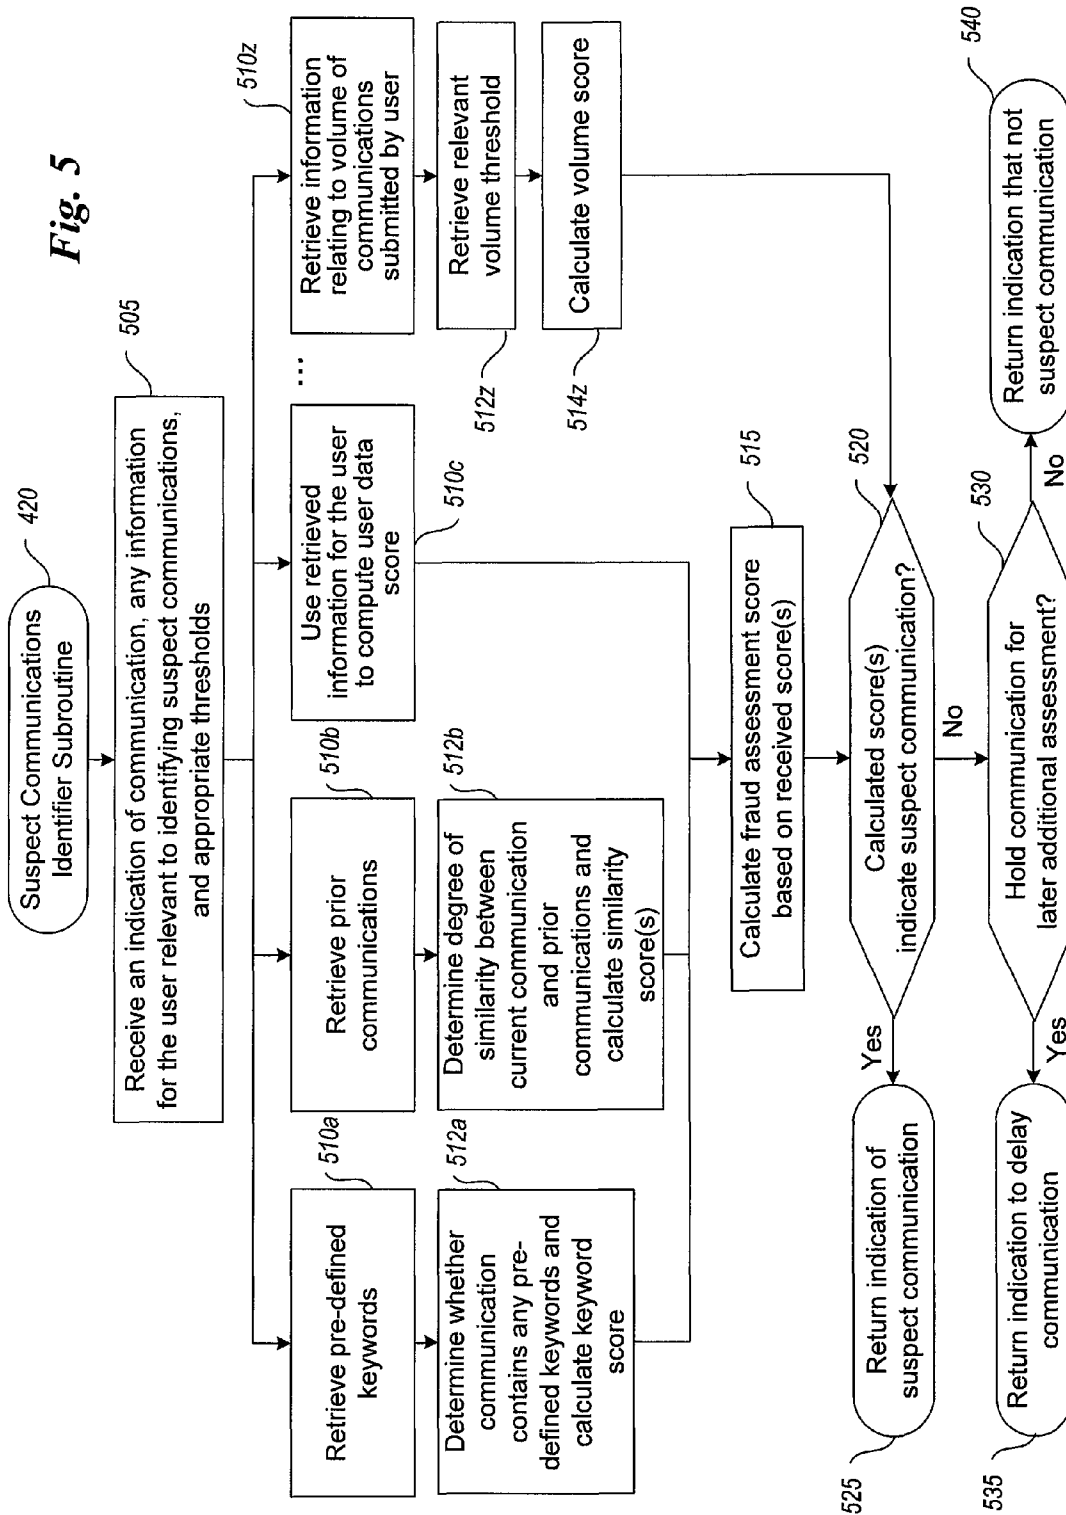 Fig. 5
420
Suspect Communications
Identifier Subroutine
505
Receive an indication of communication, any information
for the user relevant to identifying suspect communications,
and appropriate thresholds
510a
Retrieve pre-defined
keywords
512a
Determine whether
communication
contains any pre-
defined keywords and
calculate keyword
score
510b
Retrieve prior
communications
512b
Determine degree of
similarity between
current communication
and prior
communications and
calculate similarity
score(s)
Use retrieved
information for the user
to compute user data
score
510c
...
510z
Retrieve information
relating to volume of
communications
submitted by user
Retrieve relevant
volume threshold
512z
Calculate volume score
514z
515
Calculate fraud assessment score
based on received score(s)
520
Calculated score(s)
indicate suspect communication?
Yes
No
Return indication of
suspect communication
525
530
Hold communication for
later additional assessment?
Yes
No
Return indication to delay
communication
535
540
Return indication that not
suspect communication